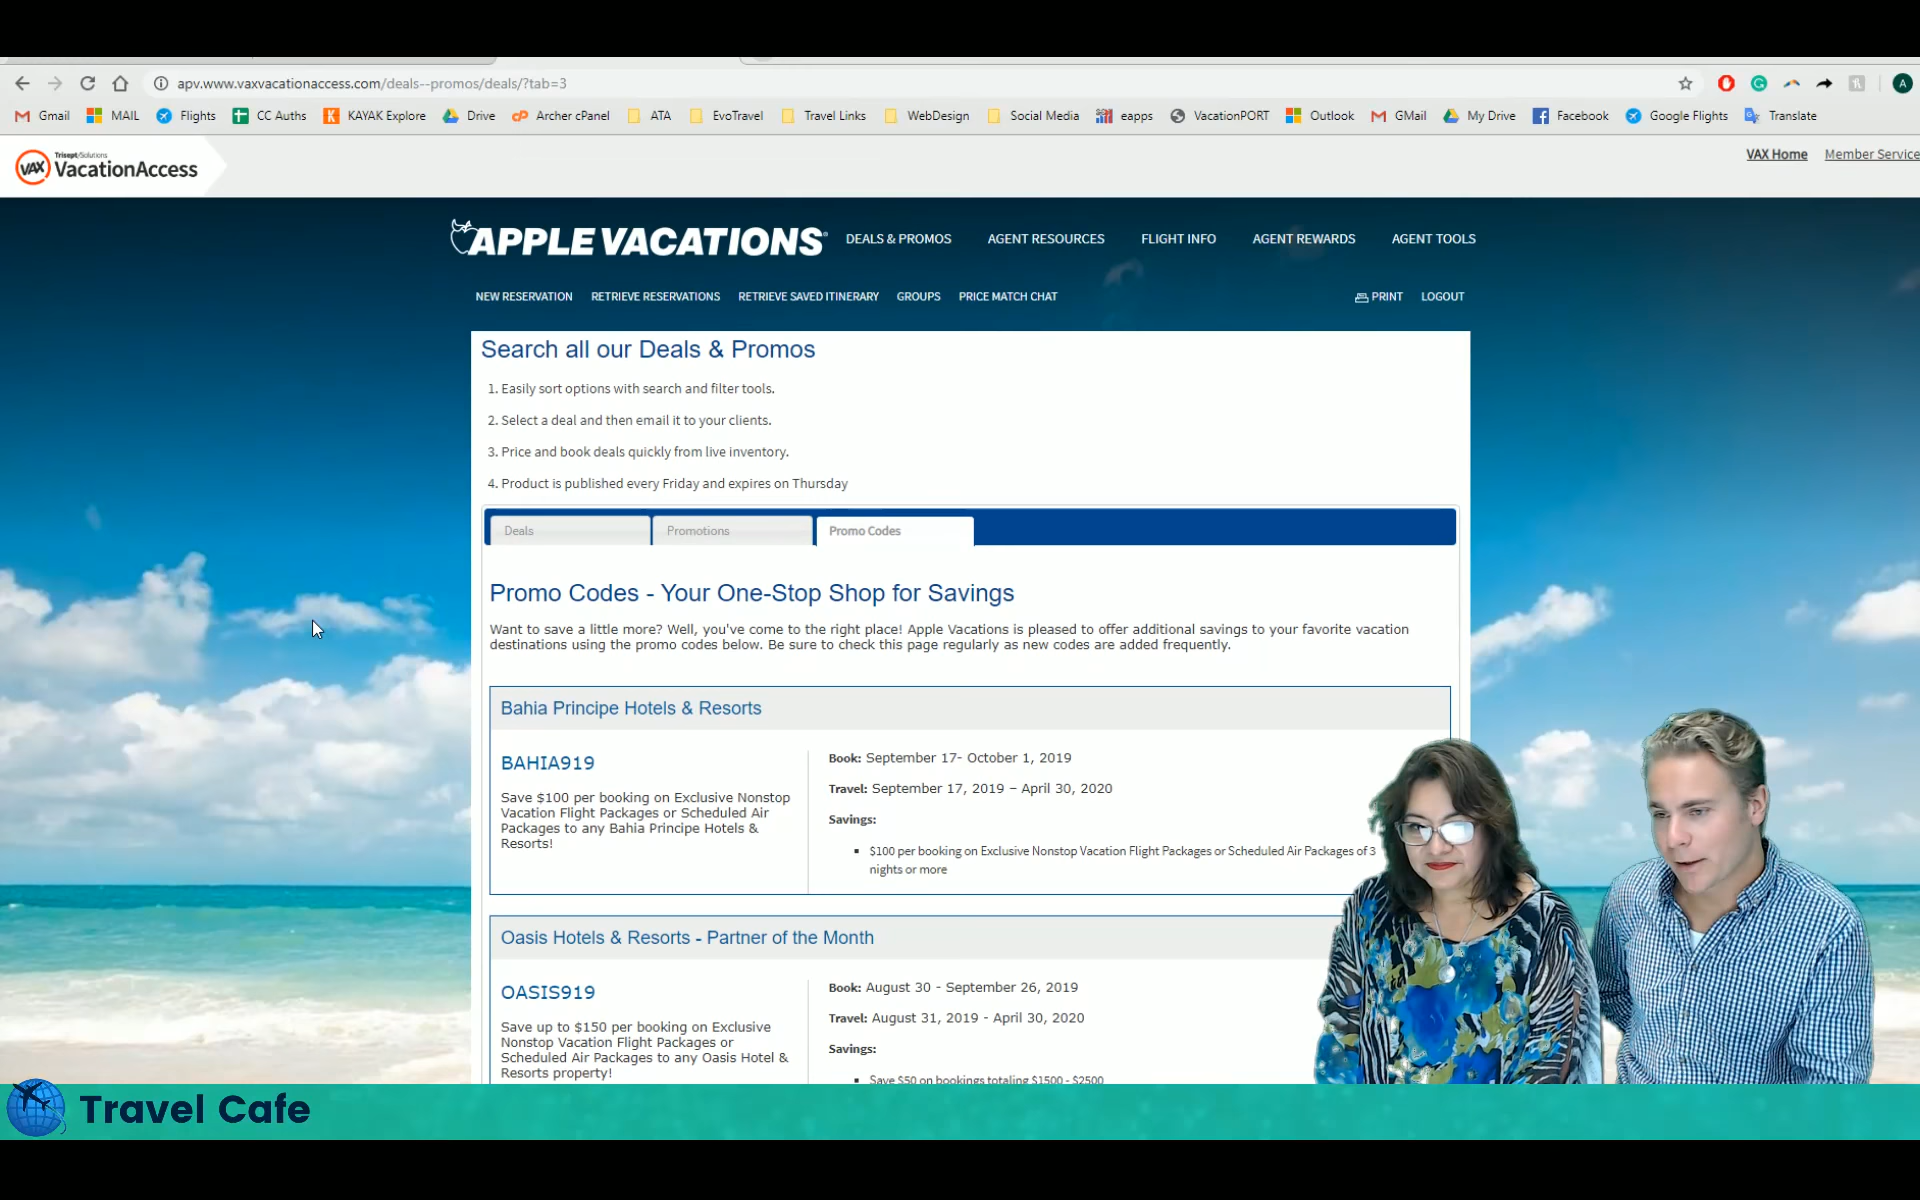 apv.www.vaxvacationaccess.com/deals--promos/deals/?tab=3
A
Gmail MAIL Flights CC Auths KAYAK Explore Drive Archer cPanel ATA EvoTravel Travel Links WebDesign Social Media eapps VacationPORT Outlook GMail My Drive Facebook Google Flights Translate
VAX Trisept Solutions
VacationAccess
VAX Home Member Service
APPLE VACATIONS
DEALS & PROMOS AGENT RESOURCES FLIGHT INFO AGENT REWARDS AGENT TOOLS
NEW RESERVATION RETRIEVE RESERVATIONS RETRIEVE SAVED ITINERARY GROUPS PRICE MATCH CHAT PRINT LOGOUT
Search all our Deals & Promos
1. Easily sort options with search and filter tools.
2. Select a deal and then email it to your clients.
3. Price and book deals quickly from live inventory.
4. Product is published every Friday and expires on Thursday
Deals Promotions Promo Codes
Promo Codes - Your One-Stop Shop for Savings
Want to save a little more? Well, you've come to the right place! Apple Vacations is pleased to offer additional savings to your favorite vacation
destinations using the promo codes below. Be sure to check this page regularly as new codes are added frequently.
Bahia Principe Hotels & Resorts
BAHIA919
Save $100 per booking on Exclusive Nonstop
Vacation Flight Packages or Scheduled Air
Packages to any Bahia Principe Hotels &
Resorts!
Book: September 17- October 1, 2019
Travel: September 17, 2019 – April 30, 2020
Savings:
▪ $100 per booking on Exclusive Nonstop Vacation Flight Packages or Scheduled Air Packages of 3
nights or more
Oasis Hotels & Resorts - Partner of the Month
OASIS919
Save up to $150 per booking on Exclusive
Nonstop Vacation Flight Packages or
Scheduled Air Packages to any Oasis Hotel &
Resorts property!
Book: August 30 - September 26, 2019
Travel: August 31, 2019 - April 30, 2020
Savings:
▪ Save $50 on bookings totaling $1500 - $2500
Travel Cafe